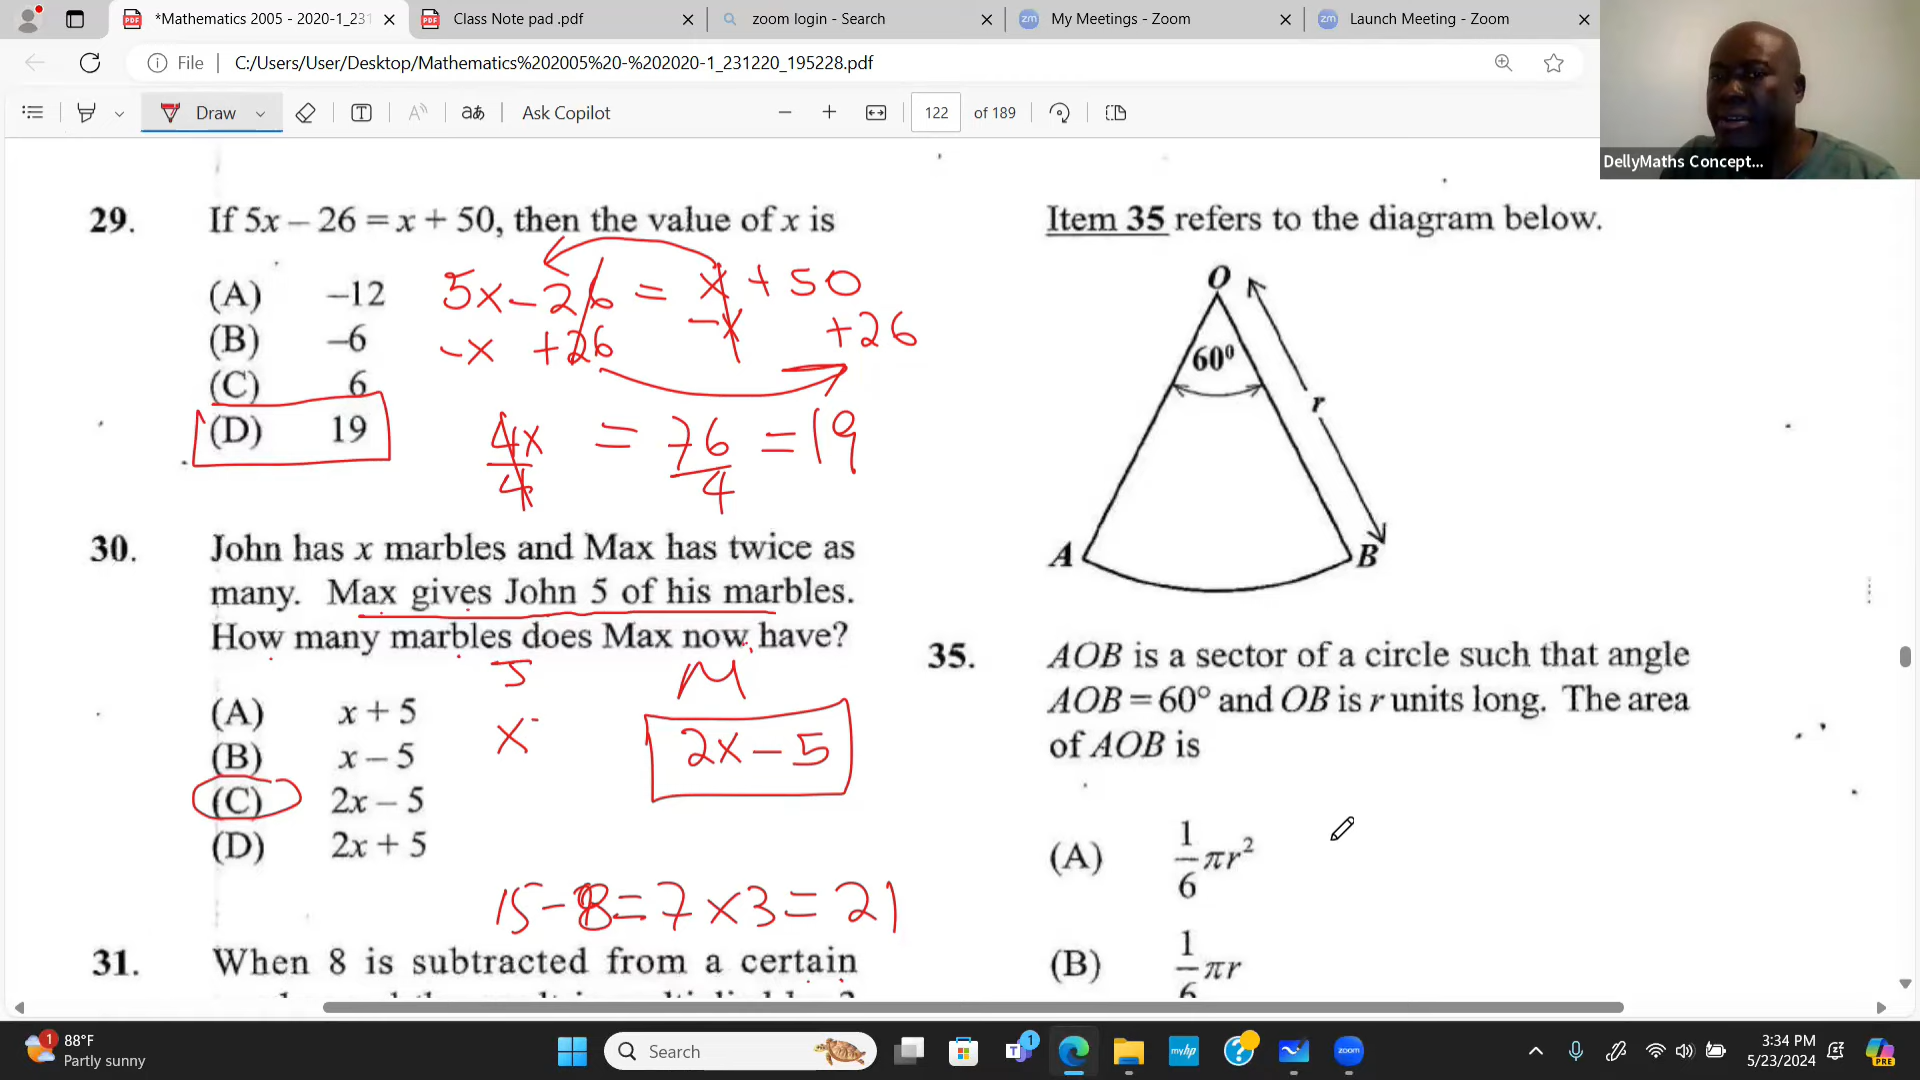 *Mathematics 2005 - 2020-1_231
Class Note pad .pdf
zoom login - Search
My Meetings - Zoom
Launch Meeting - Zoom
File
C:/Users/User/Desktop/Mathematics%202005%20-%202020-1_231220_195228.pdf
Draw
Ask Copilot
122 of 189
DellyMaths Concept...
29. If 5x – 26 = x + 50, then the value of x is
(A) –12
(B) –6
(C) 6
(D) 19
5x – 26 = x + 50
-x +26 -x +26
4x/4 = 76/4 = 19
30. John has x marbles and Max has twice as
many. Max gives John 5 of his marbles.
How many marbles does Max now have?
J M
x 2x – 5
(A) x + 5
(B) x – 5
(C) 2x – 5
(D) 2x + 5
15 - 8 = 7 × 3 = 21
31. When 8 is subtracted from a certain
Item 35 refers to the diagram below.
O
60⁰
r
A
B
35. AOB is a sector of a circle such that angle
AOB = 60° and OB is r units long. The area
of AOB is
(A) 1/6 πr²
(B) 1/6 πr
1
88°F
Partly sunny
Search
1
myhp
zoom
3:34 PM
5/23/2024
PRE